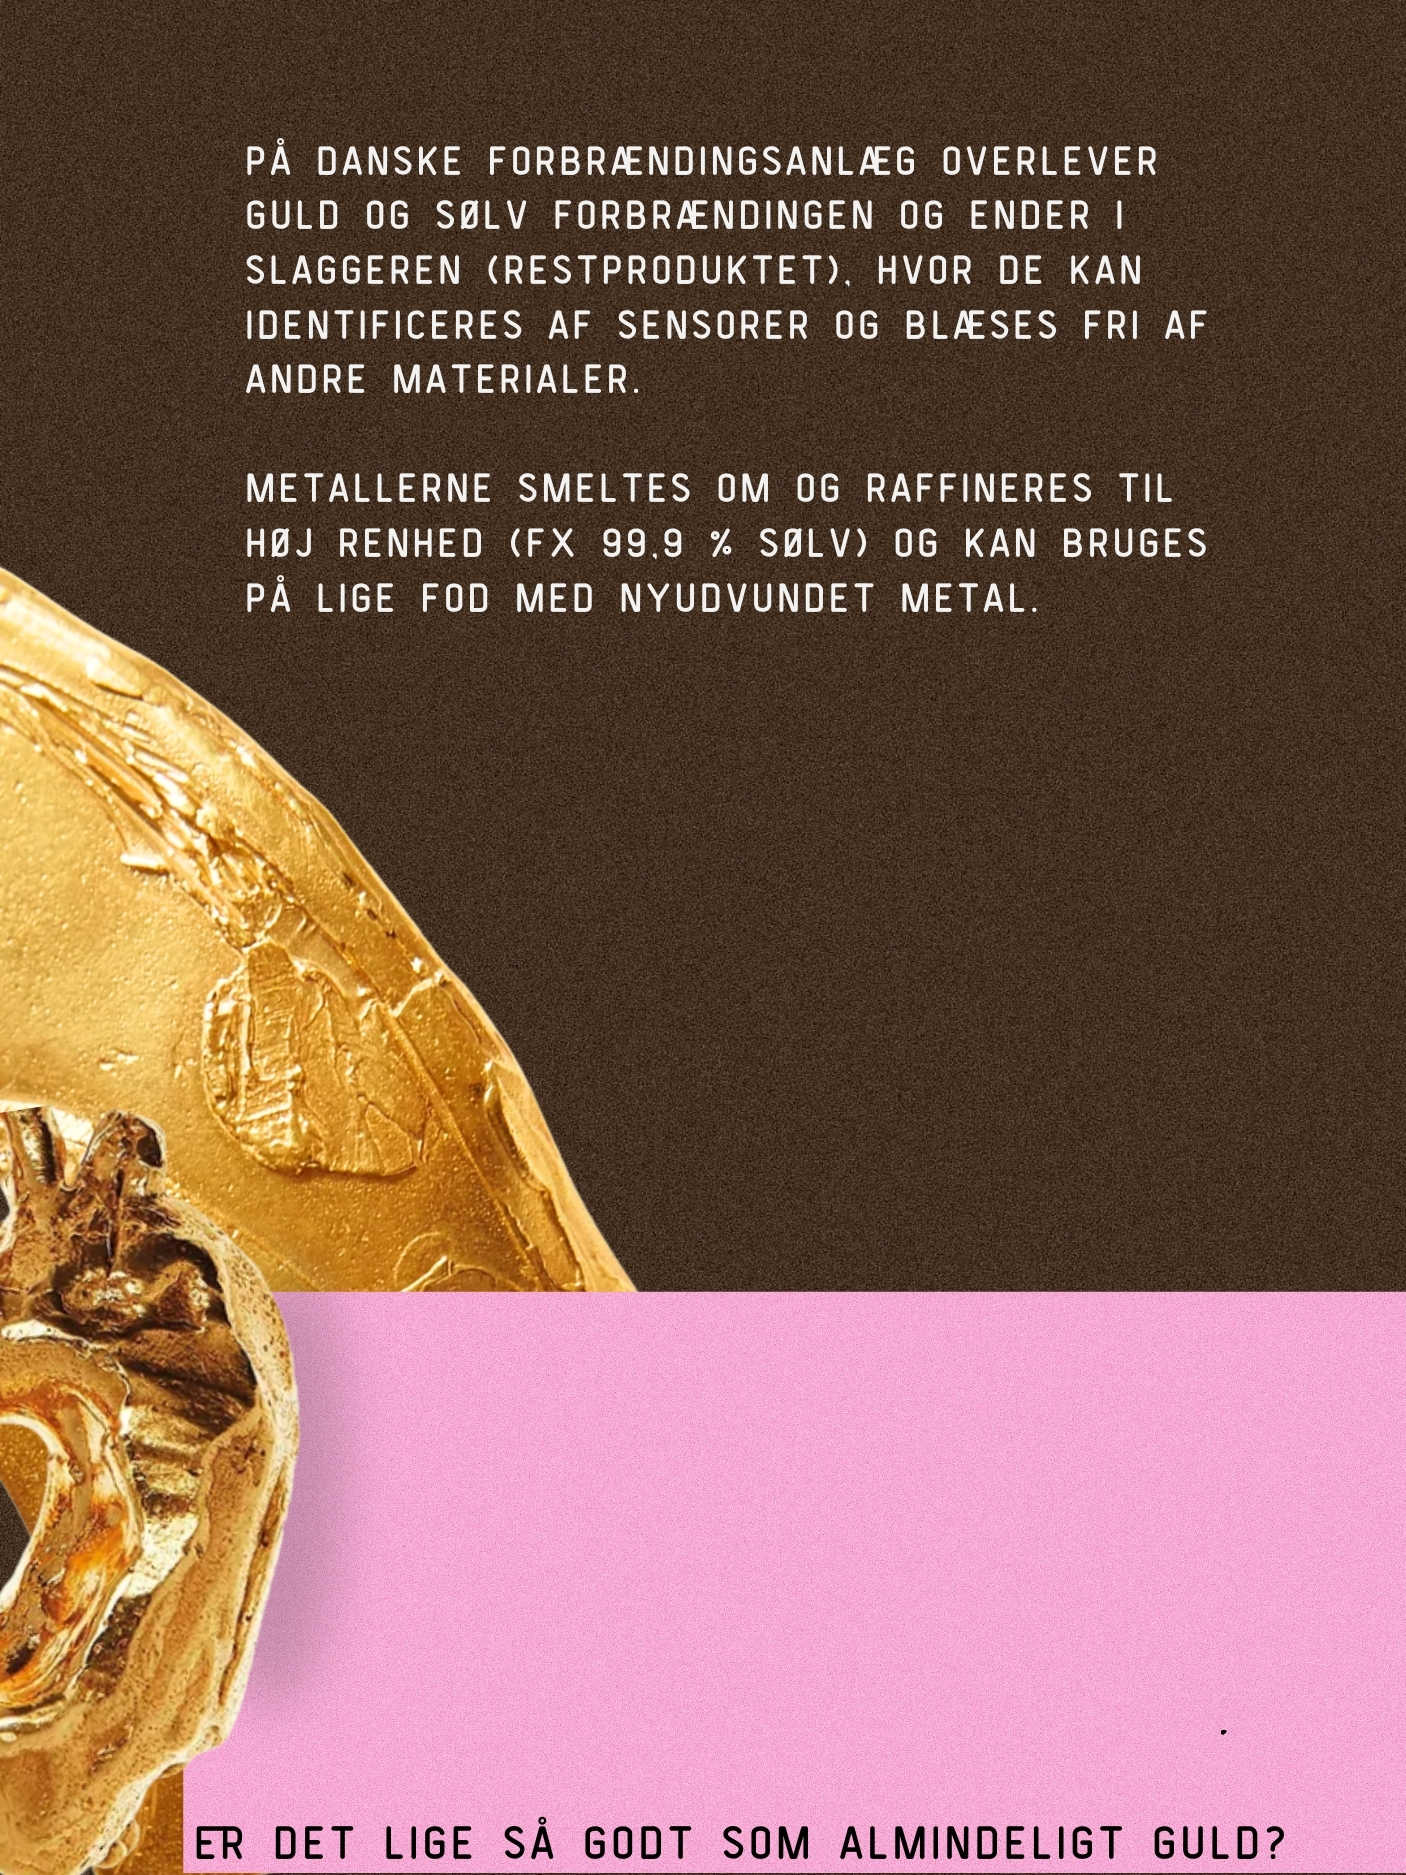 PÅ DANSKE FORBRÆNDINGSANLÆG OVERLEVER
GULD OG SØLV FORBRÆNDINGEN OG ENDER I
SLAGGEREN (RESTPRODUKTET), HVOR DE KAN
IDENTIFICERES AF SENSORER OG BLÆSES FRI AF
ANDRE MATERIALER.
METALLERNE SMELTES OM OG RAFFINERES TIL
HØJ RENHED (FX 99,9 % SØLV) OG KAN BRUGES
PÅ LIGE FOD MED NYUDVUNDET METAL.
ER DET LIGE SÅ GODT SOM ALMINDELIGT GULD?